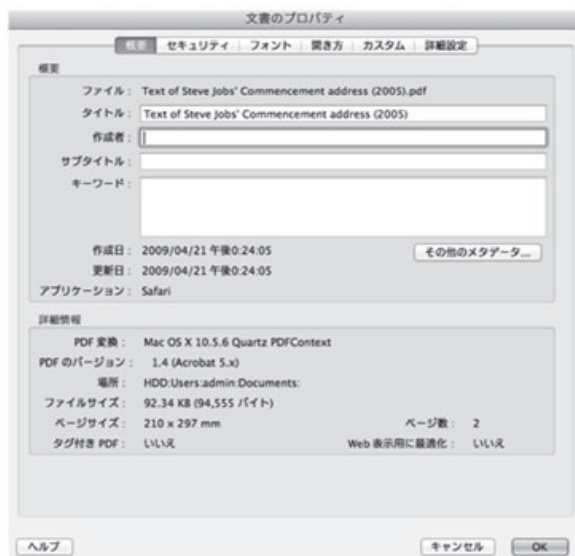 文書のプロパティ
概要 セキュリティ フォント 開き方 カスタム 詳細設定
概要
ファイル： Text of Steve Jobs' Commencement address (2005).pdf
タイトル： Text of Steve Jobs' Commencement address (2005)
作成者：
サブタイトル：
キーワード：
作成日： 2009/04/21 午後0:24:05 その他のメタデータ...
更新日： 2009/04/21 午後0:24:05
アプリケーション： Safari
詳細情報
PDF 変換： Mac OS X 10.5.6 Quartz PDFContext
PDF のバージョン： 1.4 (Acrobat 5.x)
場所： HDD:Users:admin:Documents:
ファイルサイズ： 92.34 KB (94,555 バイト)
ページサイズ： 210 x 297 mm ページ数： 2
タグ付き PDF： いいえ Web 表示用に最適化： いいえ
ヘルプ キャンセル OK